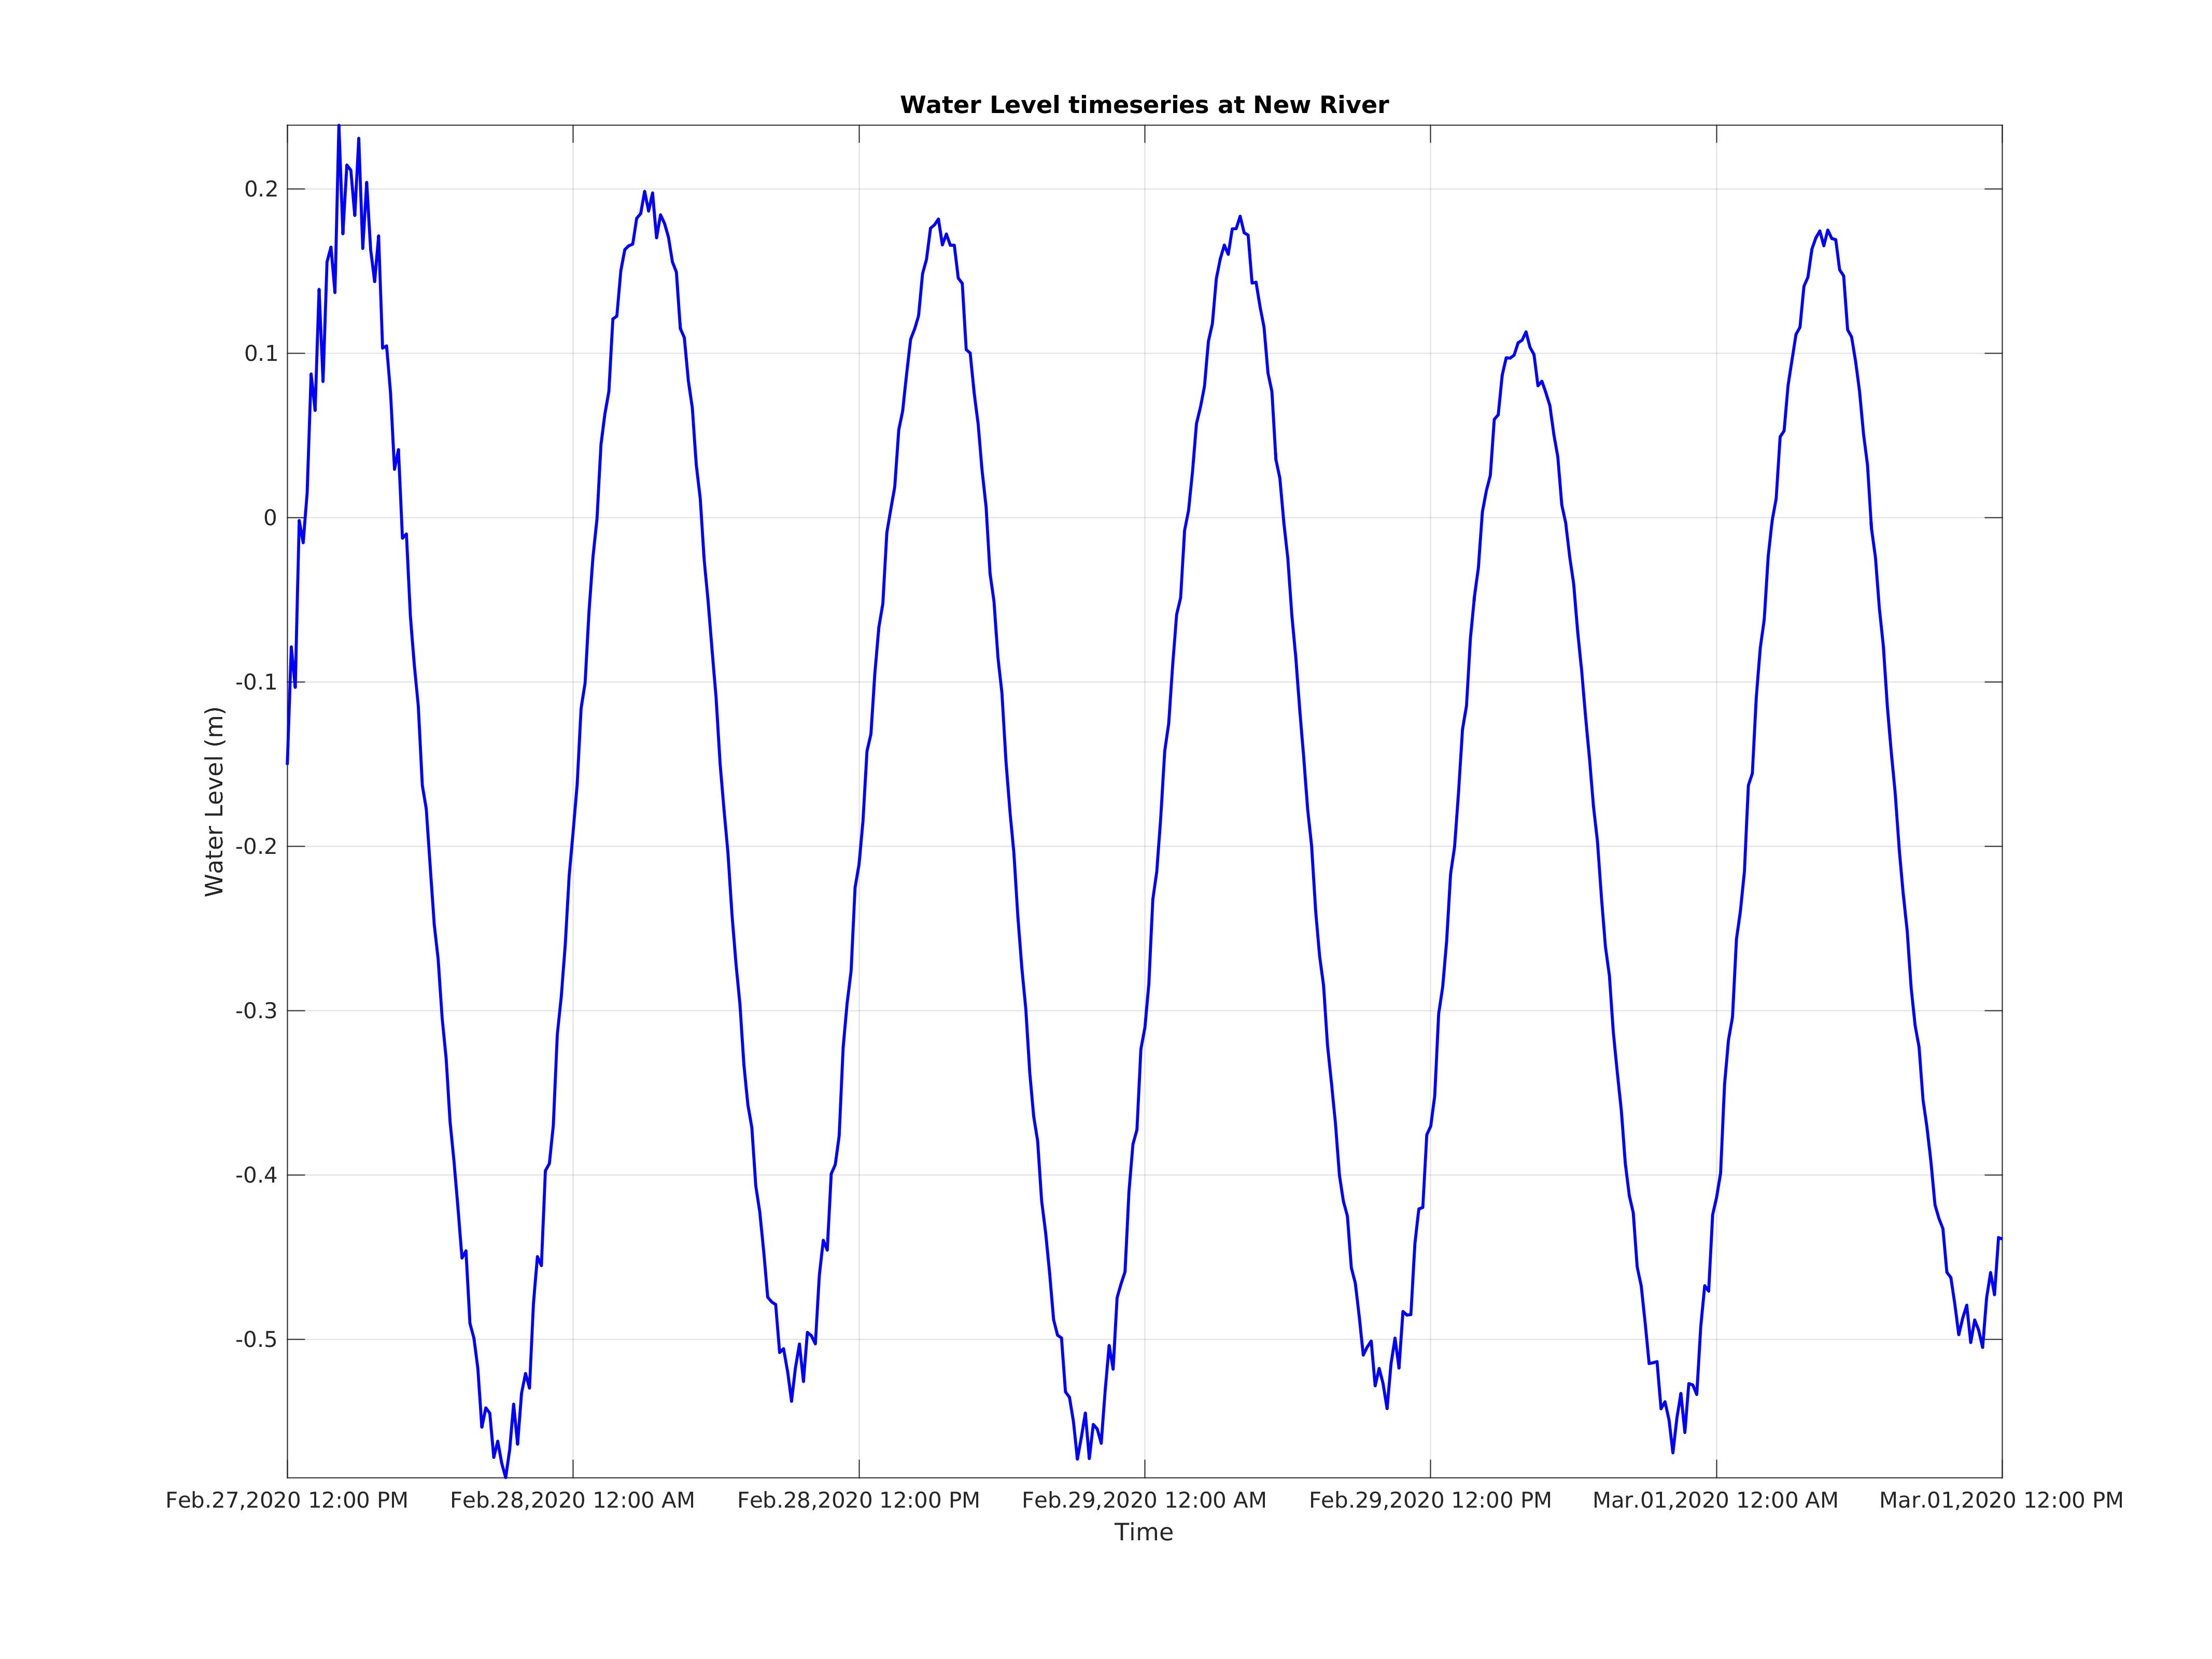 Water Level timeseries at New River
0.2
0.1
0
-0.1
-0.2
-0.3
-0.4
-0.5
Water Level (m)
Feb.27,2020 12:00 PM
Feb.28,2020 12:00 AM
Feb.28,2020 12:00 PM
Feb.29,2020 12:00 AM
Feb.29,2020 12:00 PM
Mar.01,2020 12:00 AM
Mar.01,2020 12:00 PM
Time